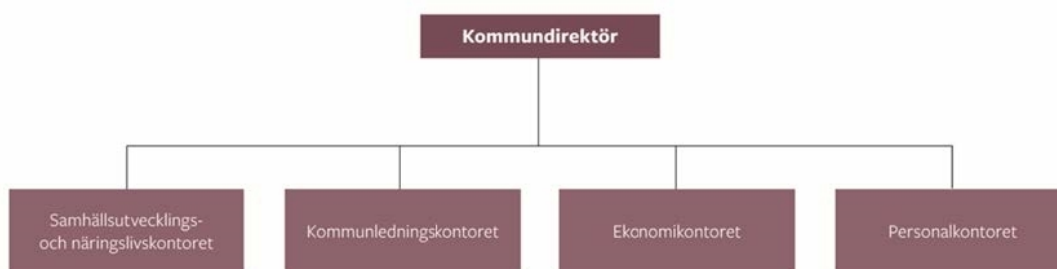 Kommundirektör
Samhällsutvecklings-
och näringslivskontoret
Kommunledningskontoret
Ekonomikontoret
Personalkontoret